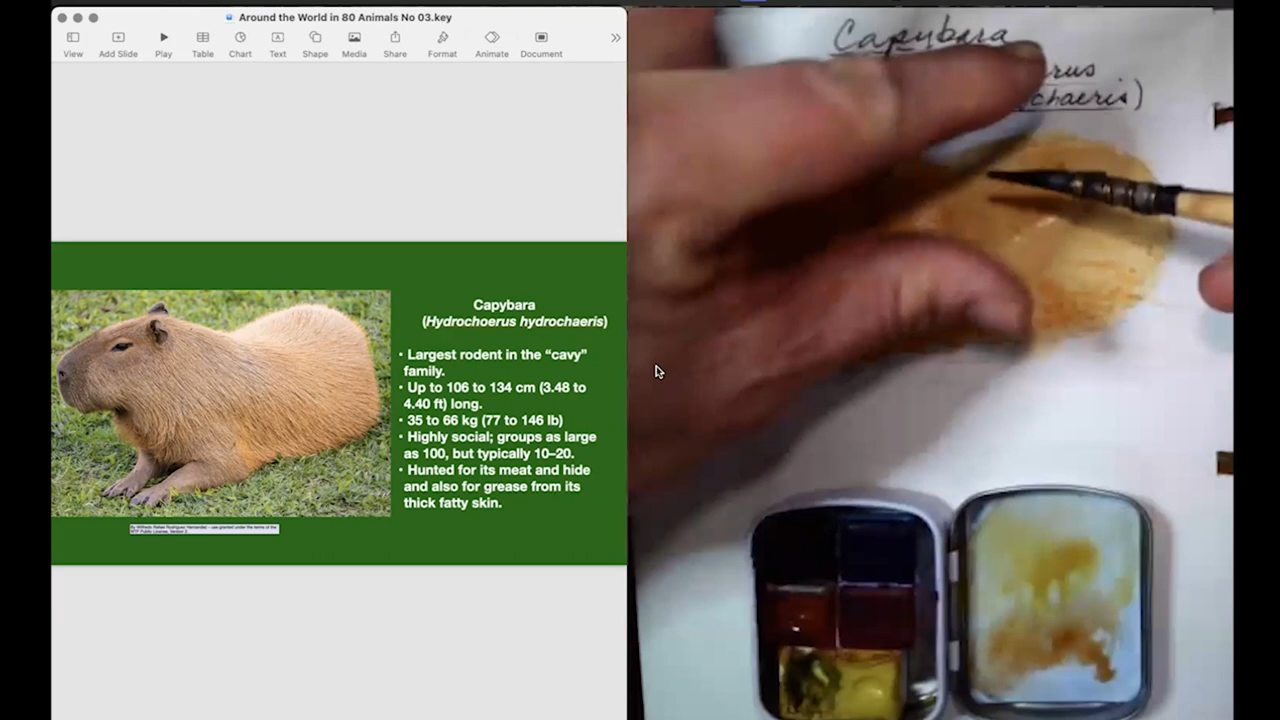 Around the World in 80 Animals No 03.key
View Add Slide Play Table Chart Text Shape Media Share Format Animate Document
Capybara
(Hydrochoerus hydrochaeris)
• Largest rodent in the “cavy”
family.
• Up to 106 to 134 cm (3.48 to
4.40 ft) long.
• 35 to 66 kg (77 to 146 lb)
• Highly social; groups as large
as 100, but typically 10–20.
• Hunted for its meat and hide
and also for grease from its
thick fatty skin.
Capybara
rus
chaeris)